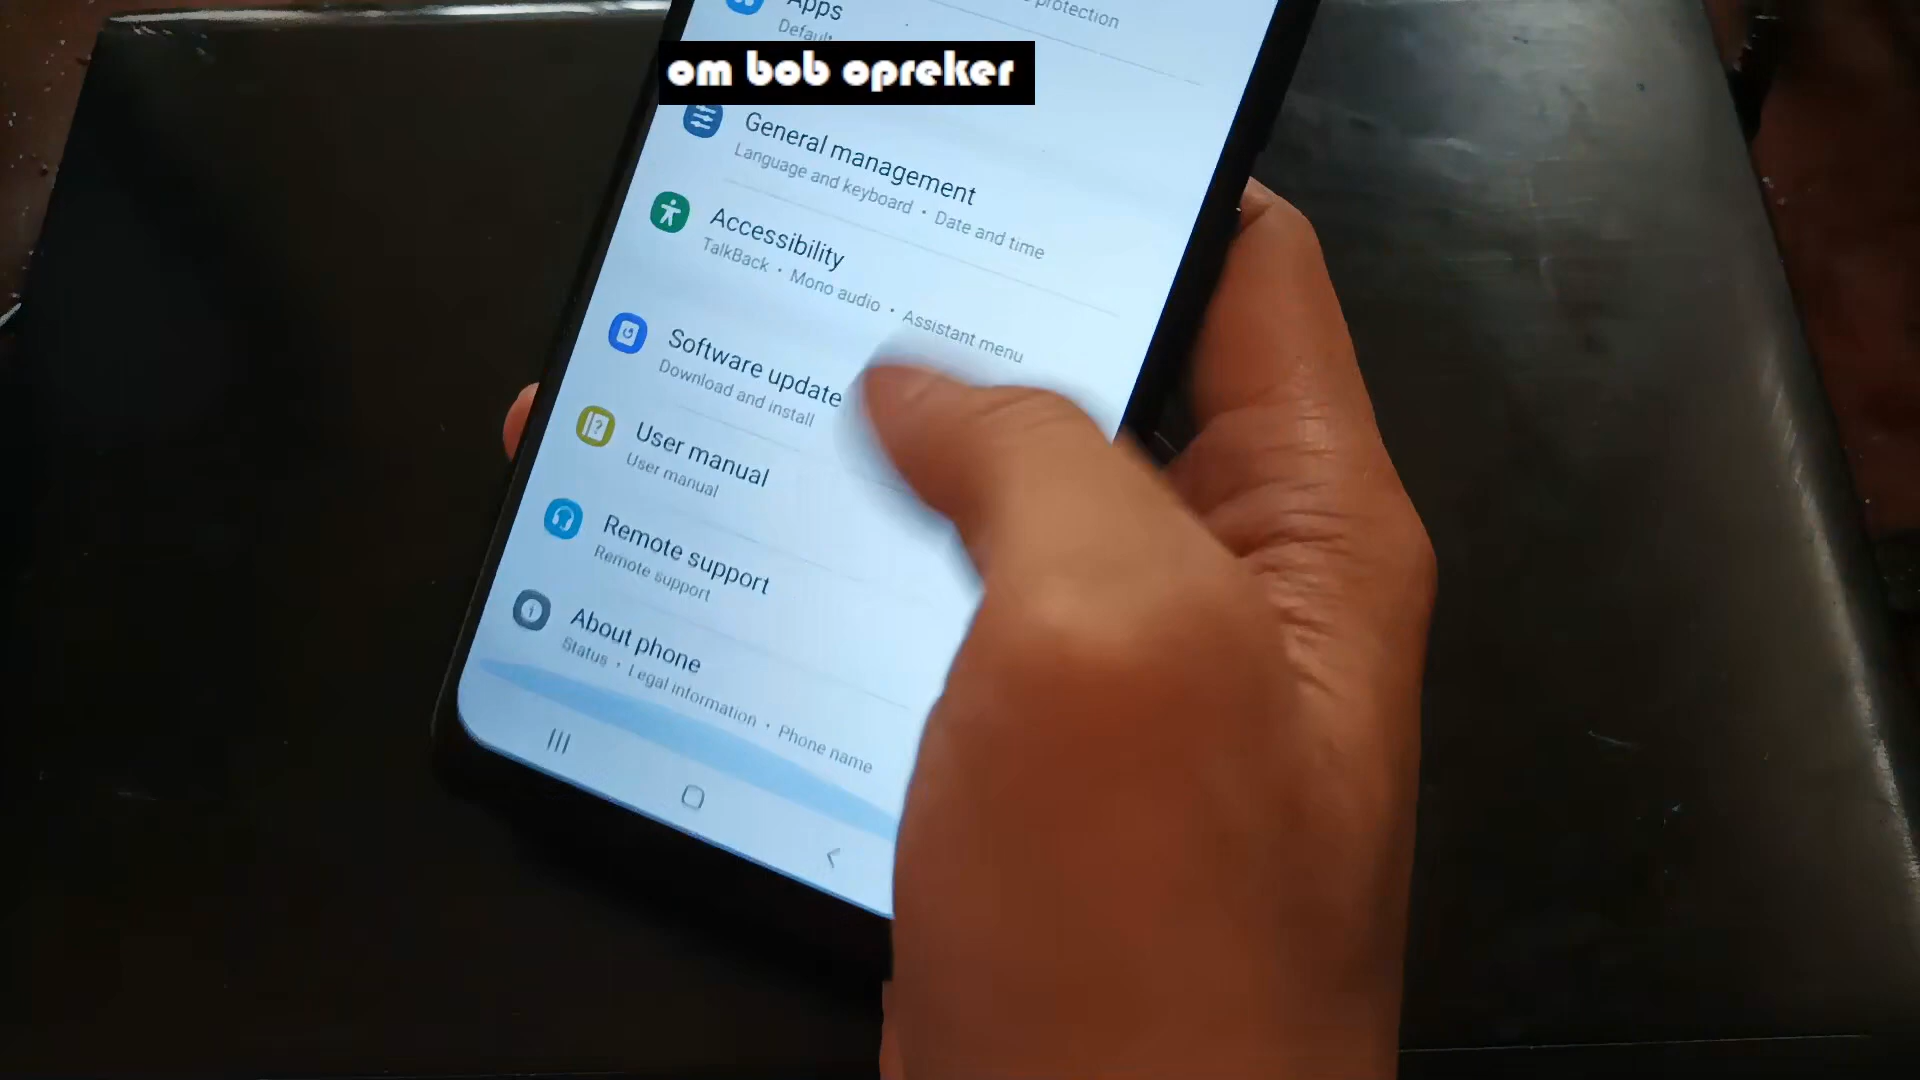 protection
Apps
Default
om bob opreker
General management
Language and keyboard • Date and time
Accessibility
TalkBack • Mono audio • Assistant menu
Software update
Download and install
User manual
User manual
Remote support
Remote support
About phone
Status • Legal information • Phone name